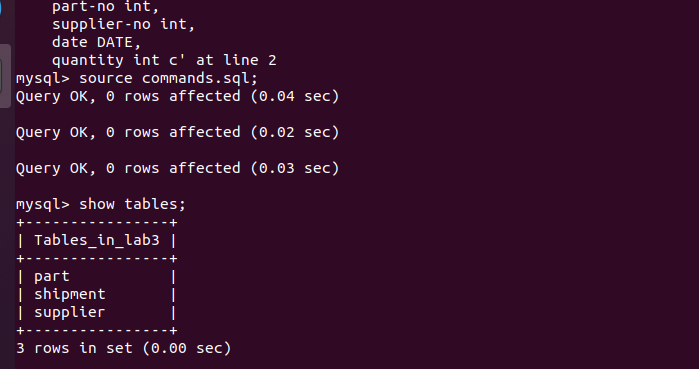 part-no int,
supplier-no int,
date DATE,
quantity int c' at line 2
mysql> source commands.sql;
Query OK, 0 rows affected (0.04 sec)
Query OK, 0 rows affected (0.02 sec)
Query OK, 0 rows affected (0.03 sec)
mysql> show tables;
+----------------+
| Tables_in_lab3 |
+----------------+
| part           |
| shipment       |
| supplier       |
+----------------+
3 rows in set (0.00 sec)